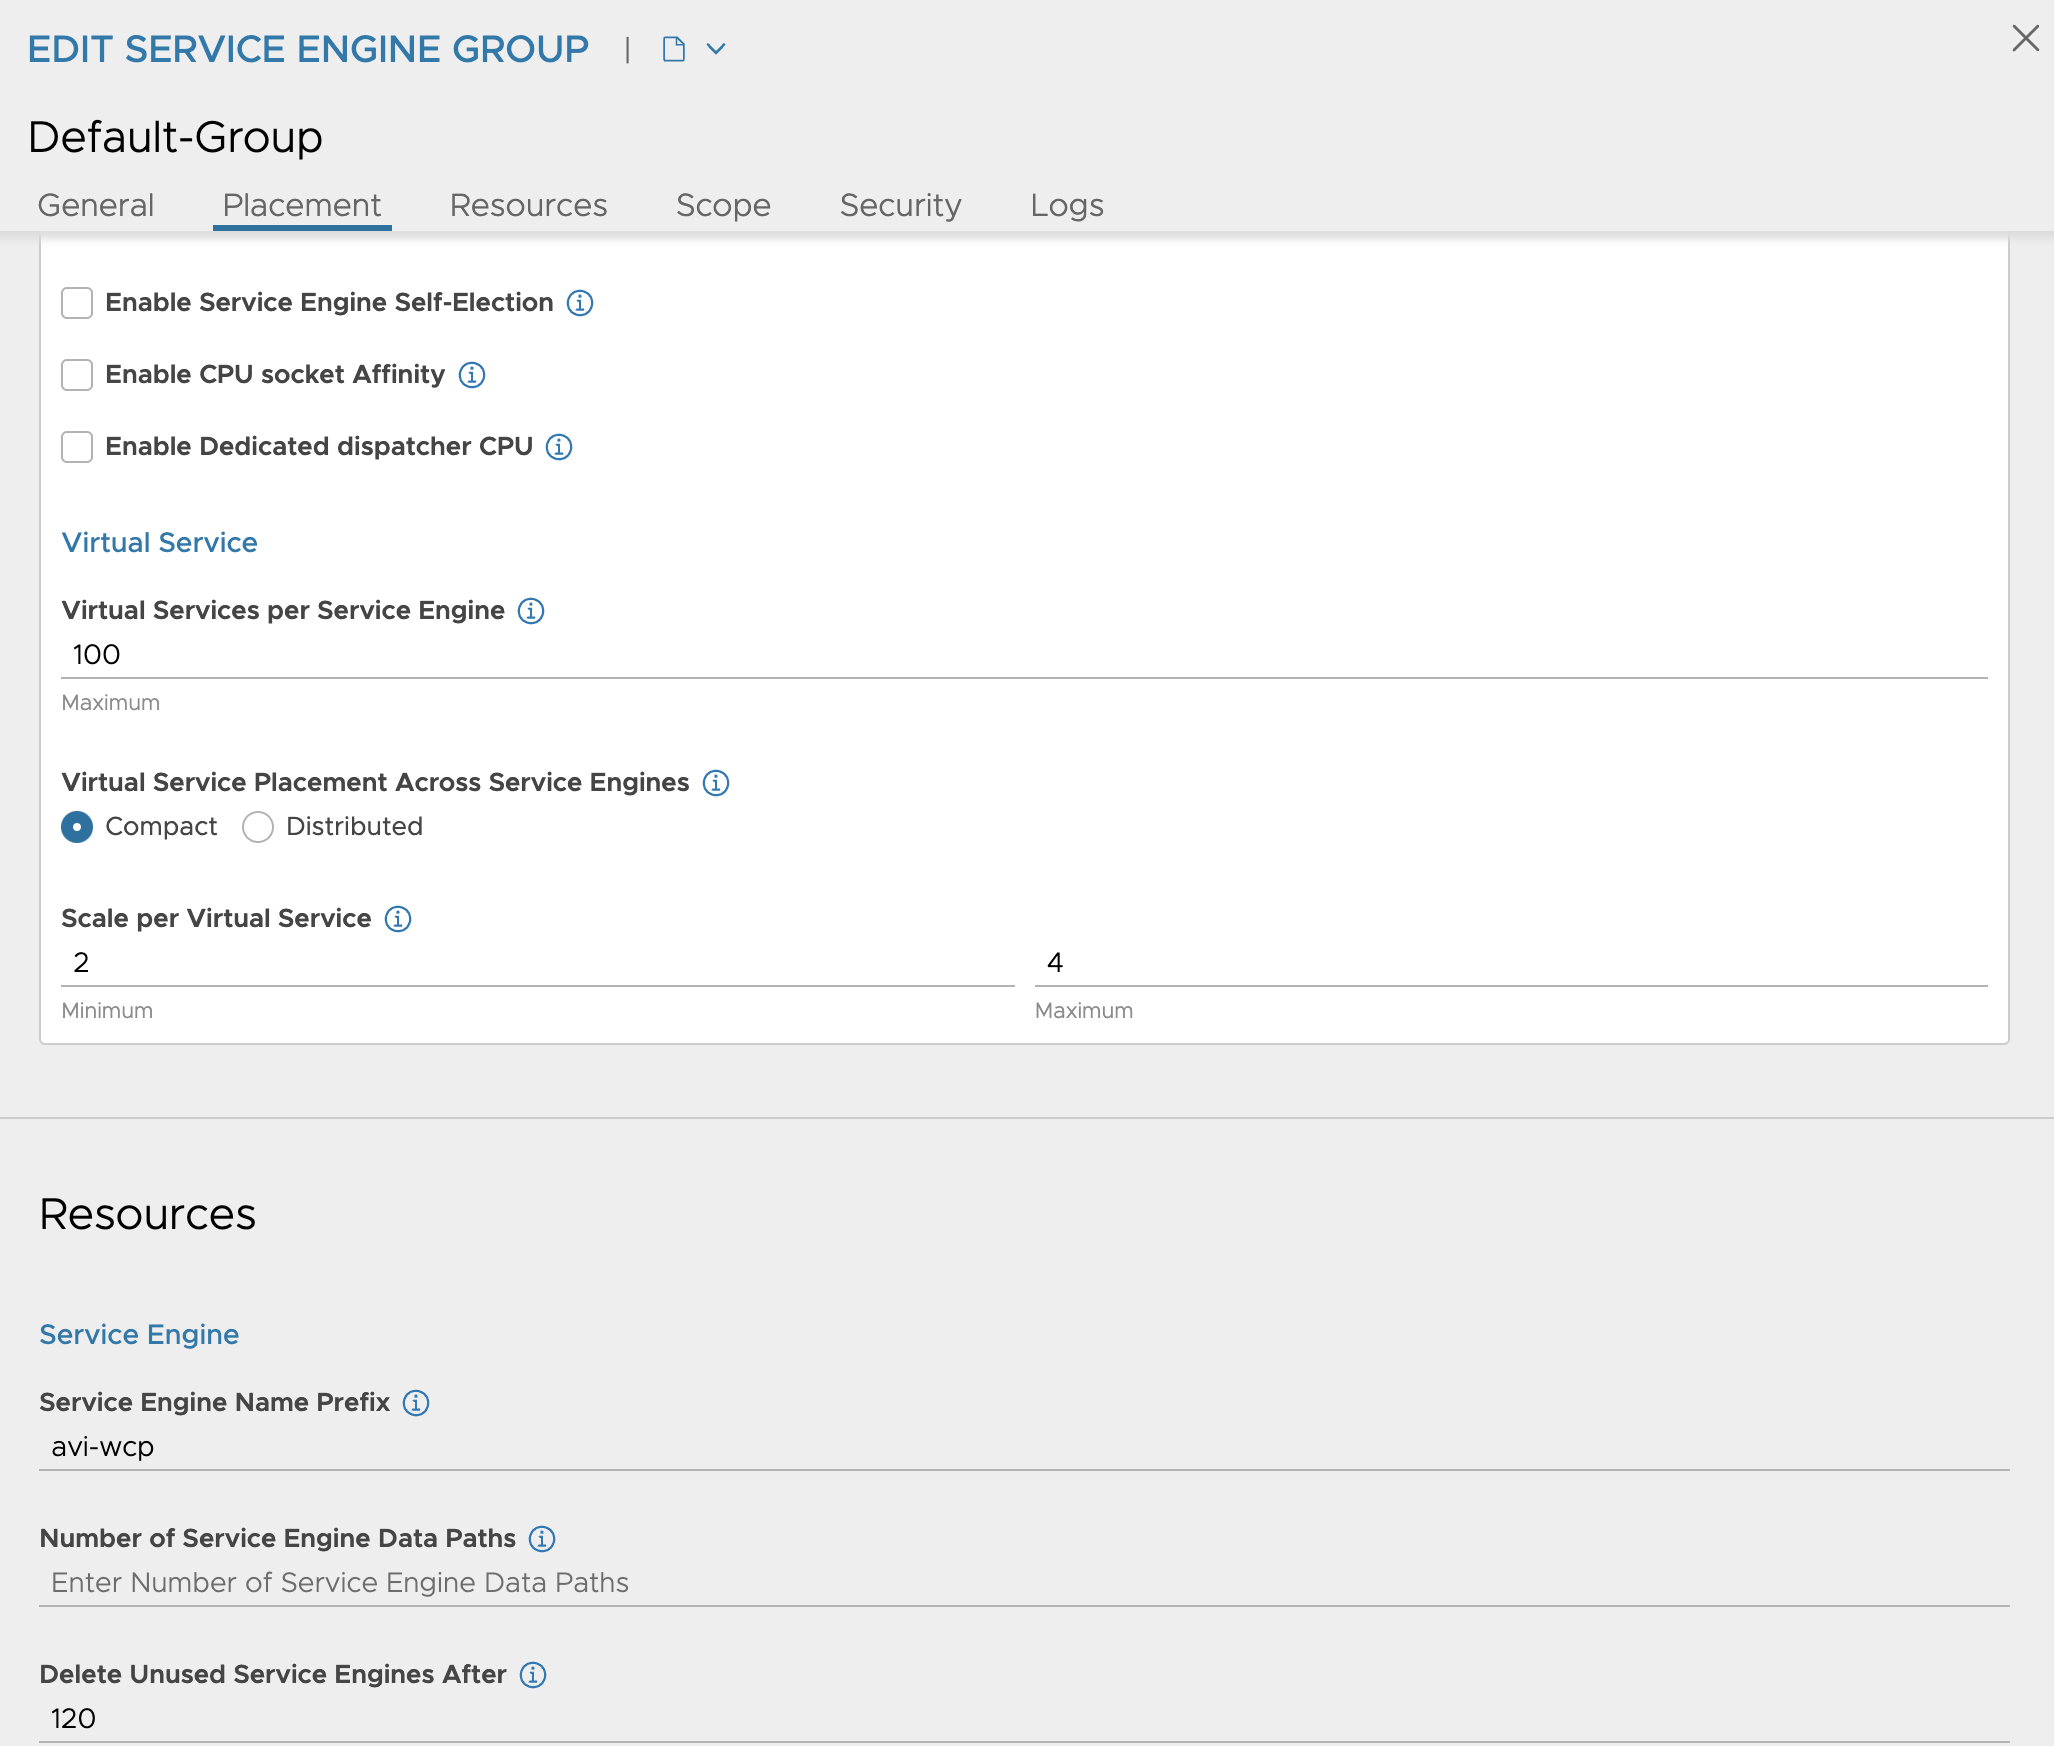 EDIT SERVICE ENGINE GROUP |
Default-Group
General Placement Resources Scope Security Logs
Enable Service Engine Self-Election
Enable CPU socket Affinity
Enable Dedicated dispatcher CPU
Virtual Service
Virtual Services per Service Engine
100
Maximum
Virtual Service Placement Across Service Engines
Compact Distributed
Scale per Virtual Service
2 4
Minimum Maximum
Resources
Service Engine
Service Engine Name Prefix
avi-wcp
Number of Service Engine Data Paths
Enter Number of Service Engine Data Paths
Delete Unused Service Engines After
120